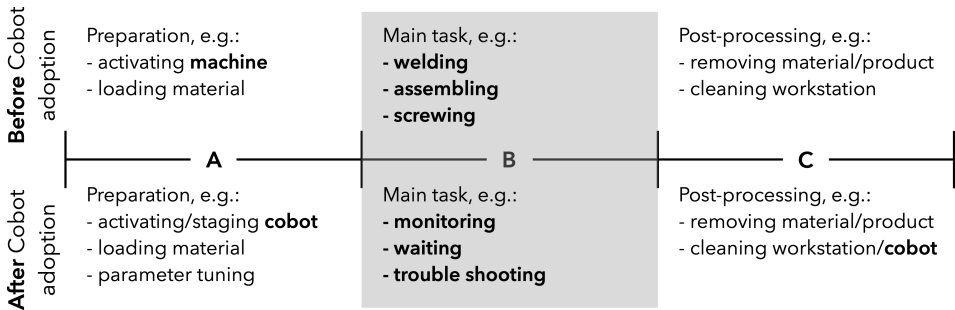 Before Cobot
adoption
Preparation, e.g.:
- activating machine
- loading material
Main task, e.g.:
- welding
- assembling
- screwing
Post-processing, e.g.:
- removing material/product
- cleaning workstation
A
B
C
After Cobot
adoption
Preparation, e.g.:
- activating/staging cobot
- loading material
- parameter tuning
Main task, e.g.:
- monitoring
- waiting
- trouble shooting
Post-processing, e.g.:
- removing material/product
- cleaning workstation/cobot